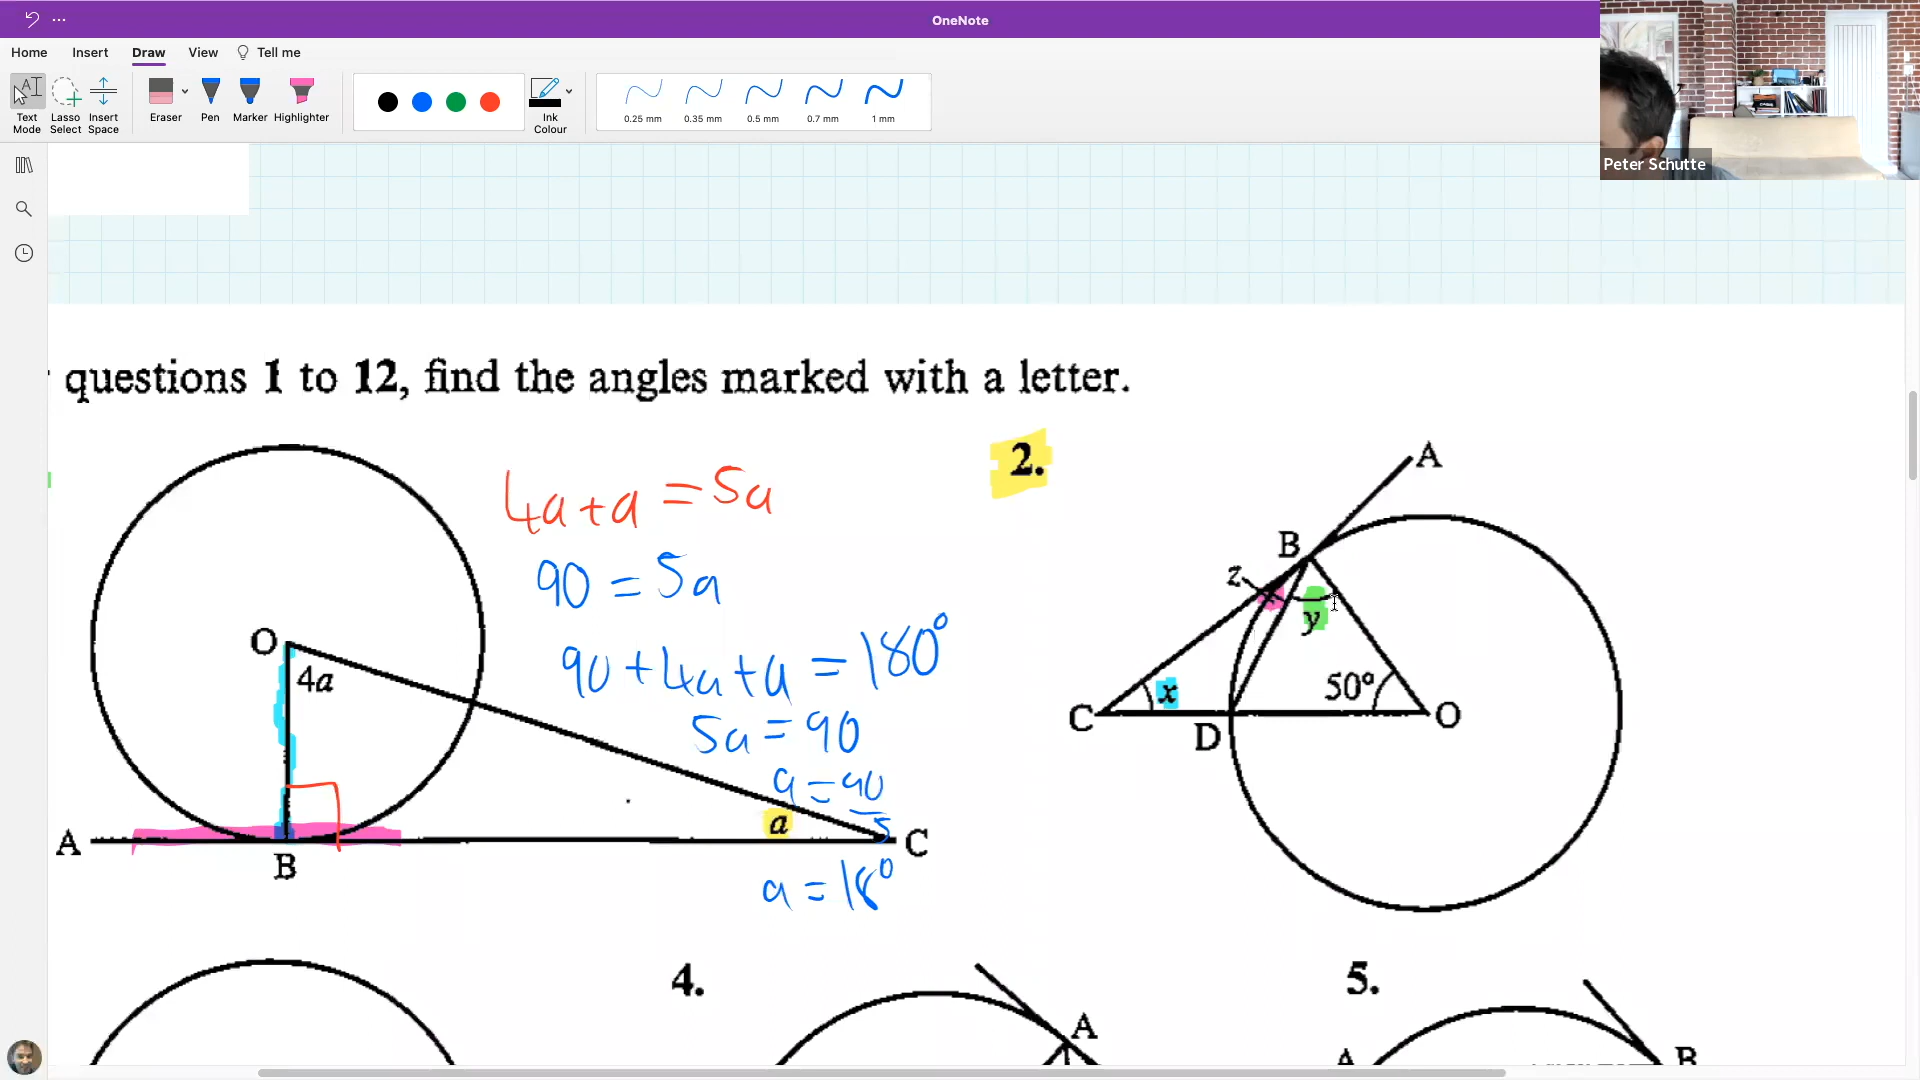 OneNote
Home Insert Draw View Tell me
Text Mode
Lasso Select
Insert Space
Eraser
Pen
Marker
Highlighter
Ink Colour
0.25 mm
0.35 mm
0.5 mm
0.7 mm
1 mm
Peter Schutte
questions 1 to 12, find the angles marked with a letter.
O
4a
A
B
C
a
4a+a = 5a
90 = 5a
90 + 4a + a = 180°
5a = 90
a = 90
5
a = 18°
2.
A
B
z
y
x
50°
C
D
O
4.
A
5.
A
B